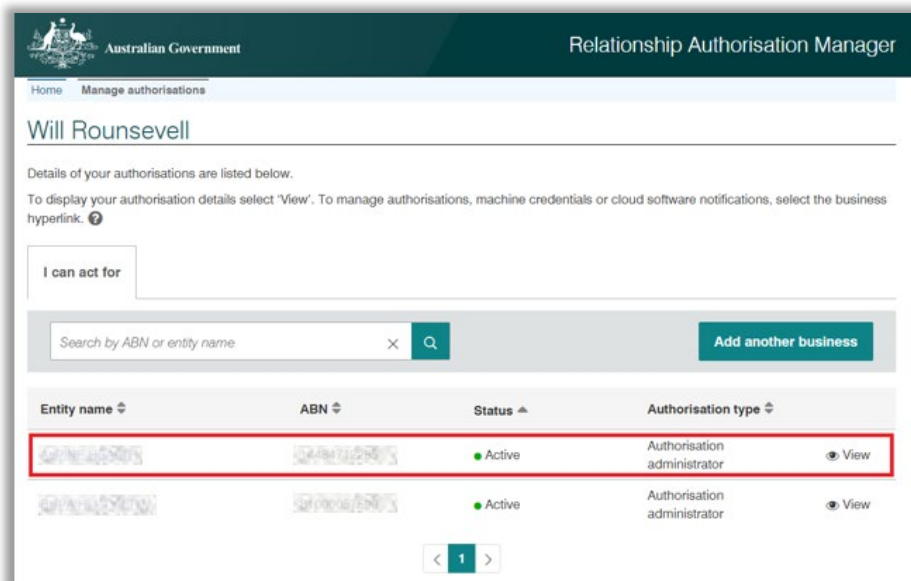 Australian Government
Relationship Authorisation Manager
Home Manage authorisations
Will Rounsevell
Details of your authorisations are listed below.
To display your authorisation details select 'View'. To manage authorisations, machine credentials or cloud software notifications, select the business
hyperlink. ?
I can act for
Search by ABN or entity name
Add another business
Entity name ABN Status Authorisation type
Active Authorisation View
administrator
Active Authorisation View
administrator
< 1 >